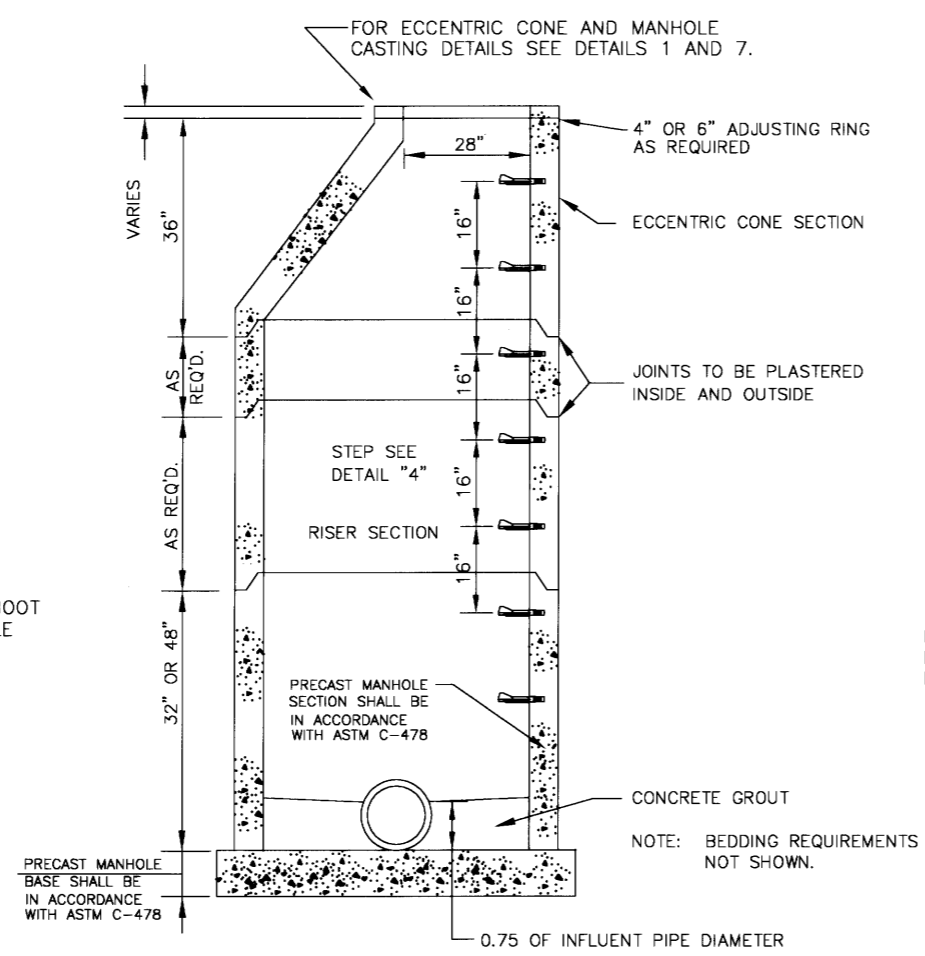 FOR ECCENTRIC CONE AND MANHOLE
CASTING DETAILS SEE DETAILS 1 AND 7.
4" OR 6" ADJUSTING RING
AS REQUIRED
28"
VARIES
36"
16"
ECCENTRIC CONE SECTION
16"
AS
REQ'D.
16"
JOINTS TO BE PLASTERED
INSIDE AND OUTSIDE
AS REQ'D.
STEP SEE
DETAIL "4"
16"
RISER SECTION
16"
32" OR 48"
PRECAST MANHOLE
SECTION SHALL BE
IN ACCORDANCE
WITH ASTM C-478
CONCRETE GROUT
NOTE: BEDDING REQUIREMENTS
NOT SHOWN.
PRECAST MANHOLE
BASE SHALL BE
IN ACCORDANCE
WITH ASTM C-478
0.75 OF INFLUENT PIPE DIAMETER